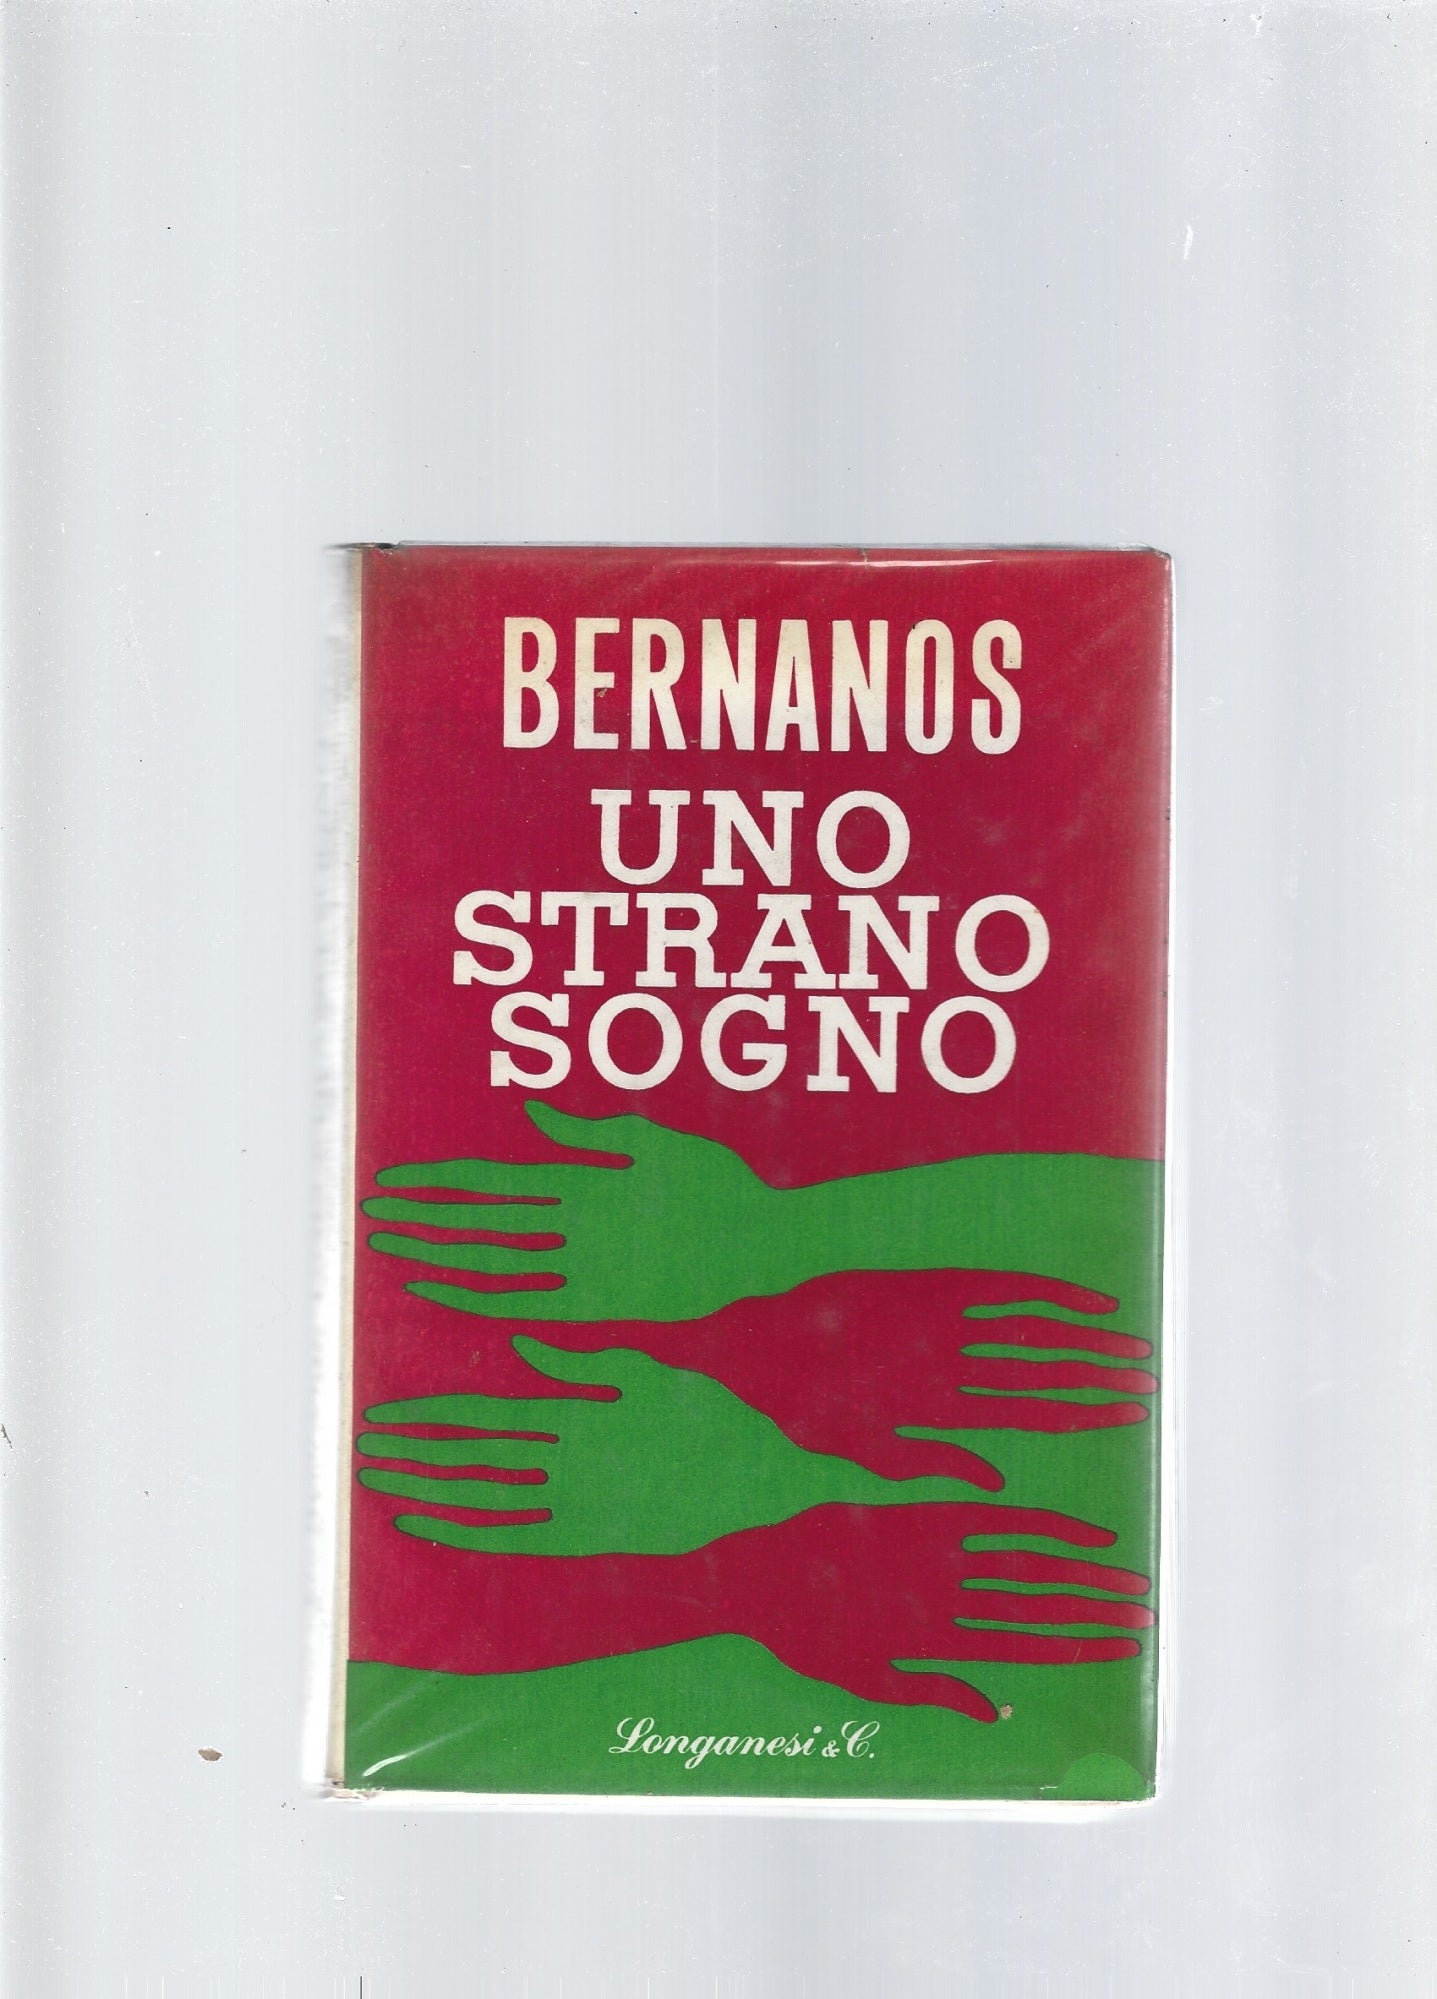 BERNANOS
UNO
STRANO
SOGNO
Longanesi & C.